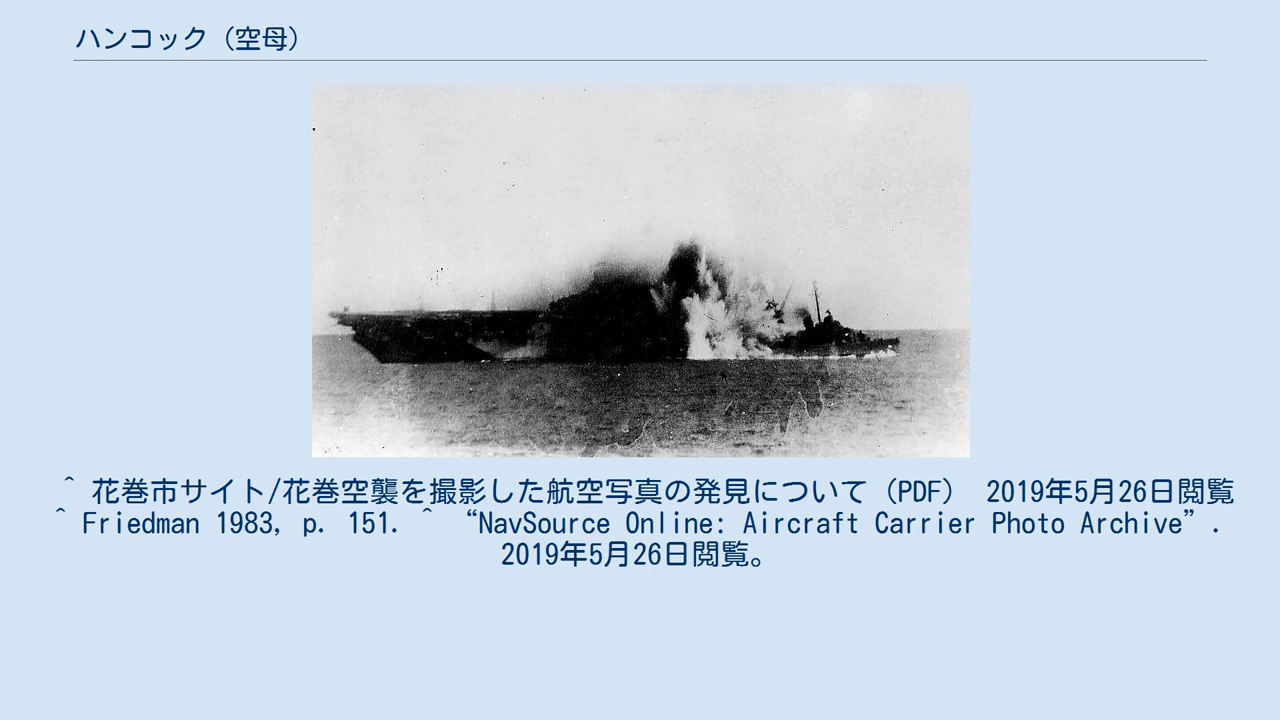 ハンコック（空母）
^ 花巻市サイト/花巻空襲を撮影した航空写真の発見について（PDF） 2019年5月26日閲覧
^ Friedman 1983, p. 151. ^ “NavSource Online: Aircraft Carrier Photo Archive”.
2019年5月26日閲覧。